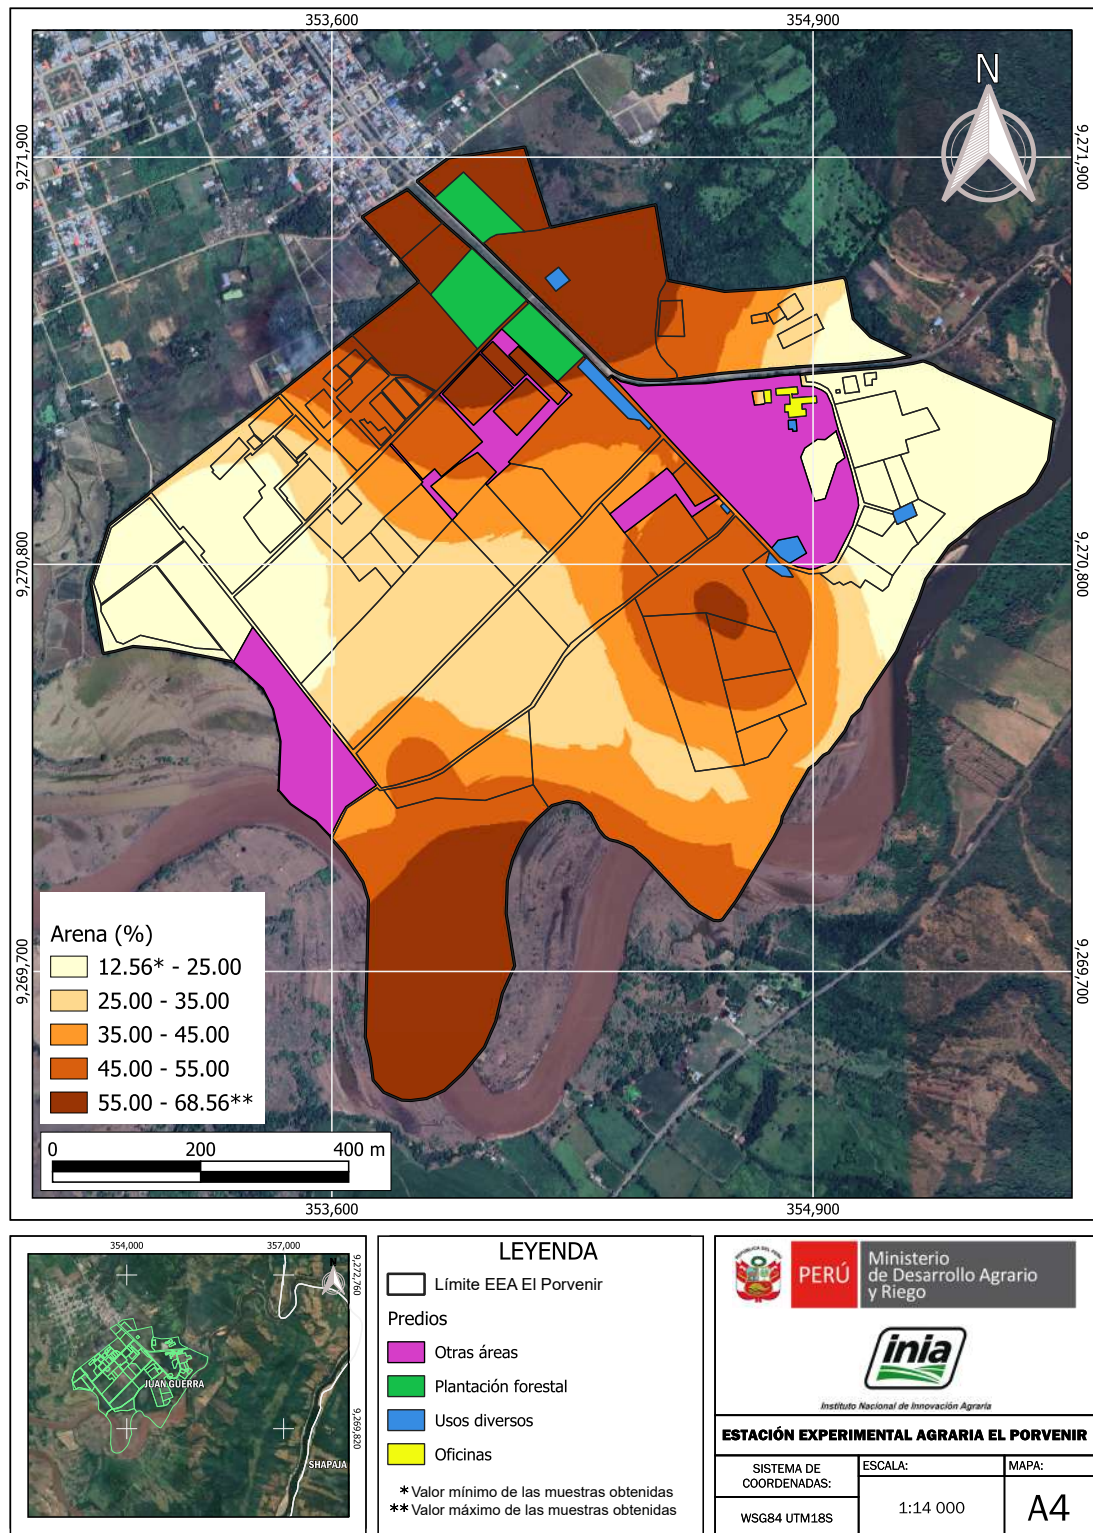 353,600
354,900
N
9,271,900
9,271,900
9,270,800
9,270,800
9,269,700
9,269,700
Arena (%)
12.56* - 25.00
25.00 - 35.00
35.00 - 45.00
45.00 - 55.00
55.00 - 68.56**
0
200
400 m
353,600
354,900
354,000
357,000
N
9,272,760
9,269,820
JUAN GUERRA
SHAPAJA
LEYENDA
Límite EEA El Porvenir
Predios
Otras áreas
Plantación forestal
Usos diversos
Oficinas
* Valor mínimo de las muestras obtenidas
** Valor máximo de las muestras obtenidas
REPÚBLICA DEL PERÚ
PERÚ
Ministerio
de Desarrollo Agrario
y Riego
inia
Instituto Nacional de Innovación Agraria
ESTACIÓN EXPERIMENTAL AGRARIA EL PORVENIR
SISTEMA DE
COORDENADAS:
WSG84 UTM18S
ESCALA:
1:14 000
MAPA:
A4